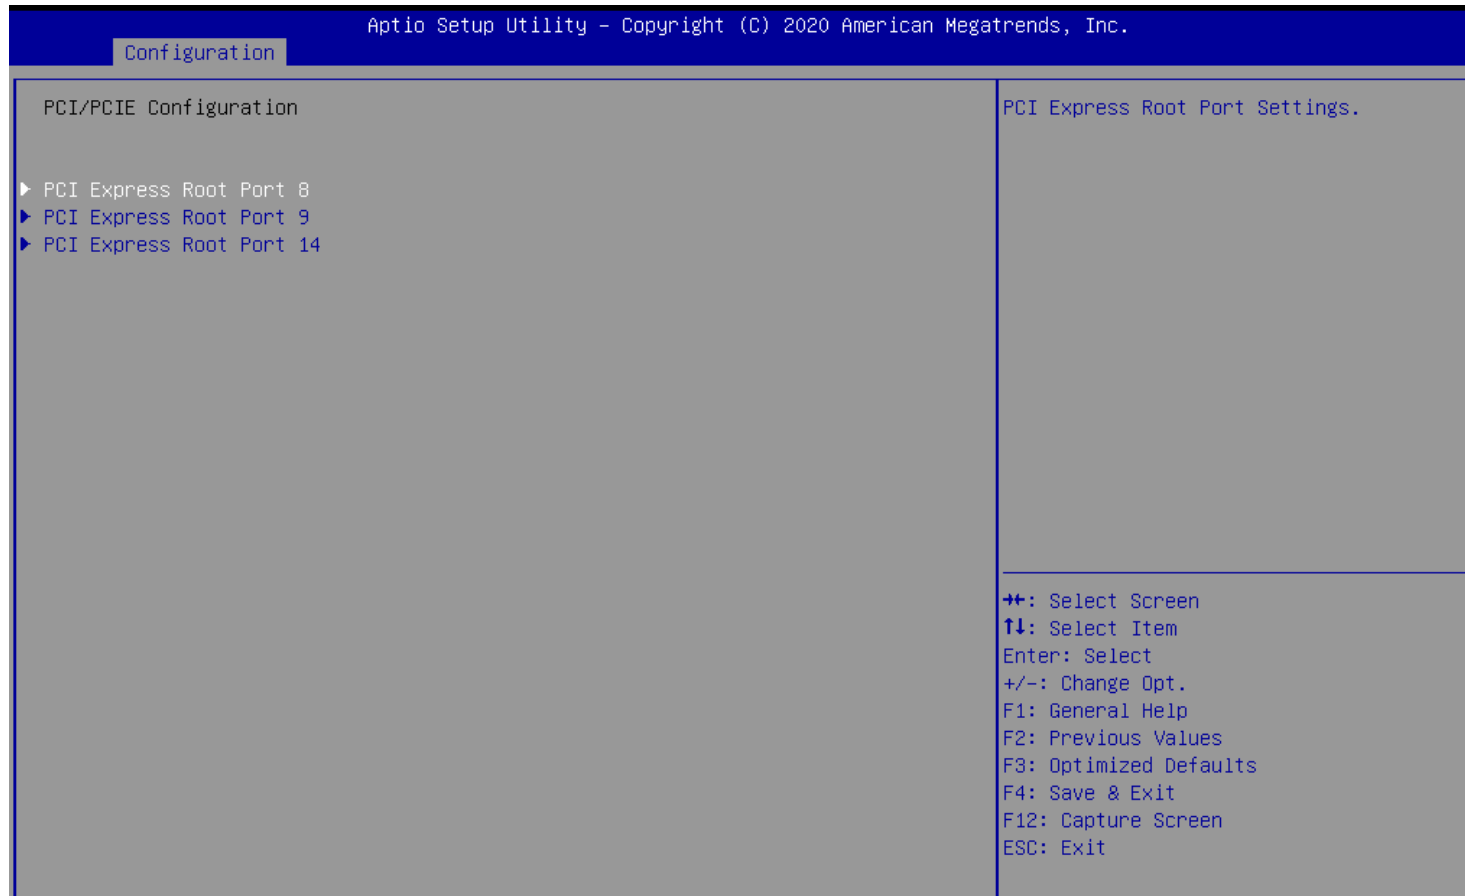 Aptio Setup Utility – Copyright (C) 2020 American Megatrends, Inc.
Configuration
PCI/PCIE Configuration
PCI Express Root Port 8
PCI Express Root Port 9
PCI Express Root Port 14
PCI Express Root Port Settings.
→←: Select Screen
↑↓: Select Item
Enter: Select
+/-: Change Opt.
F1: General Help
F2: Previous Values
F3: Optimized Defaults
F4: Save & Exit
F12: Capture Screen
ESC: Exit